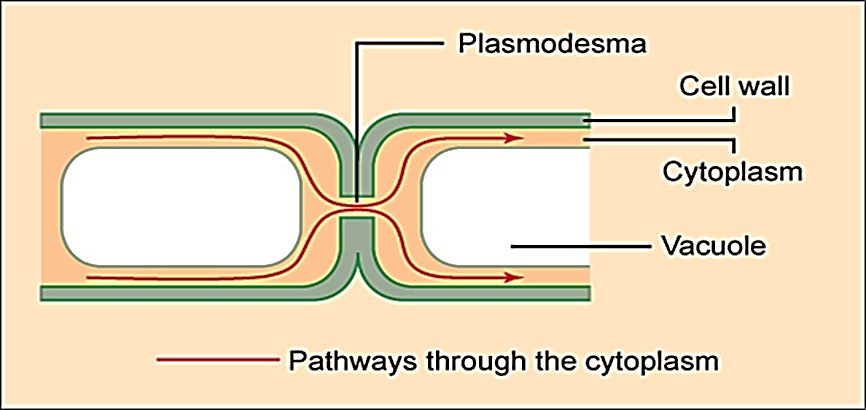 Plasmodesma
Cell wall
Cytoplasm
Vacuole
Pathways through the cytoplasm